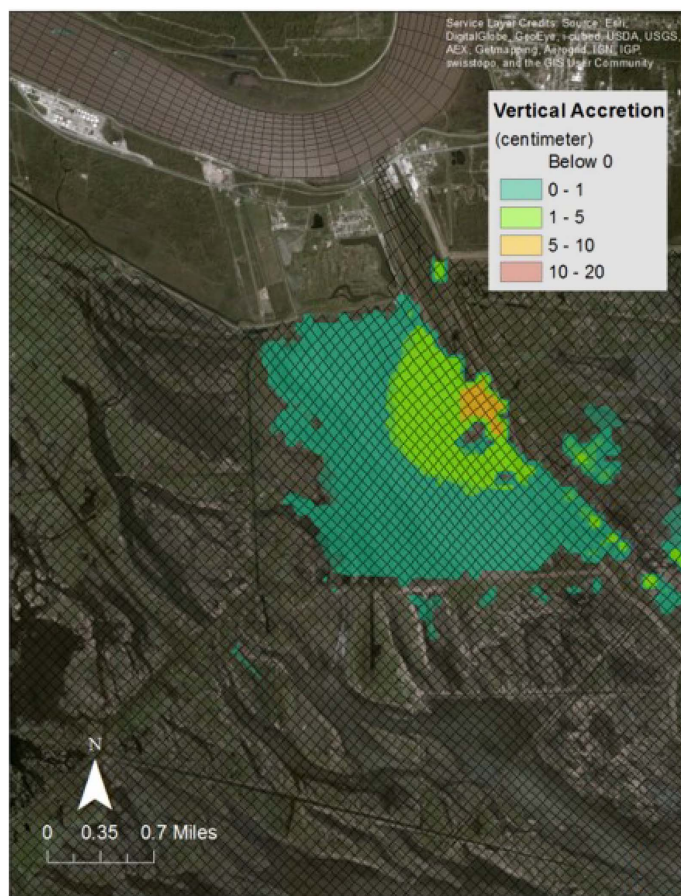 Service Layer Credits: Source: Esri,
DigitalGlobe, GeoEye, i-cubed, USDA, USGS,
AEX, Getmapping, Aerogrid, IGN, IGP,
swisstopo, and the GIS User Community
Vertical Accretion
(centimeter)
Below 0
0 - 1
1 - 5
5 - 10
10 - 20
N
0 0.35 0.7 Miles